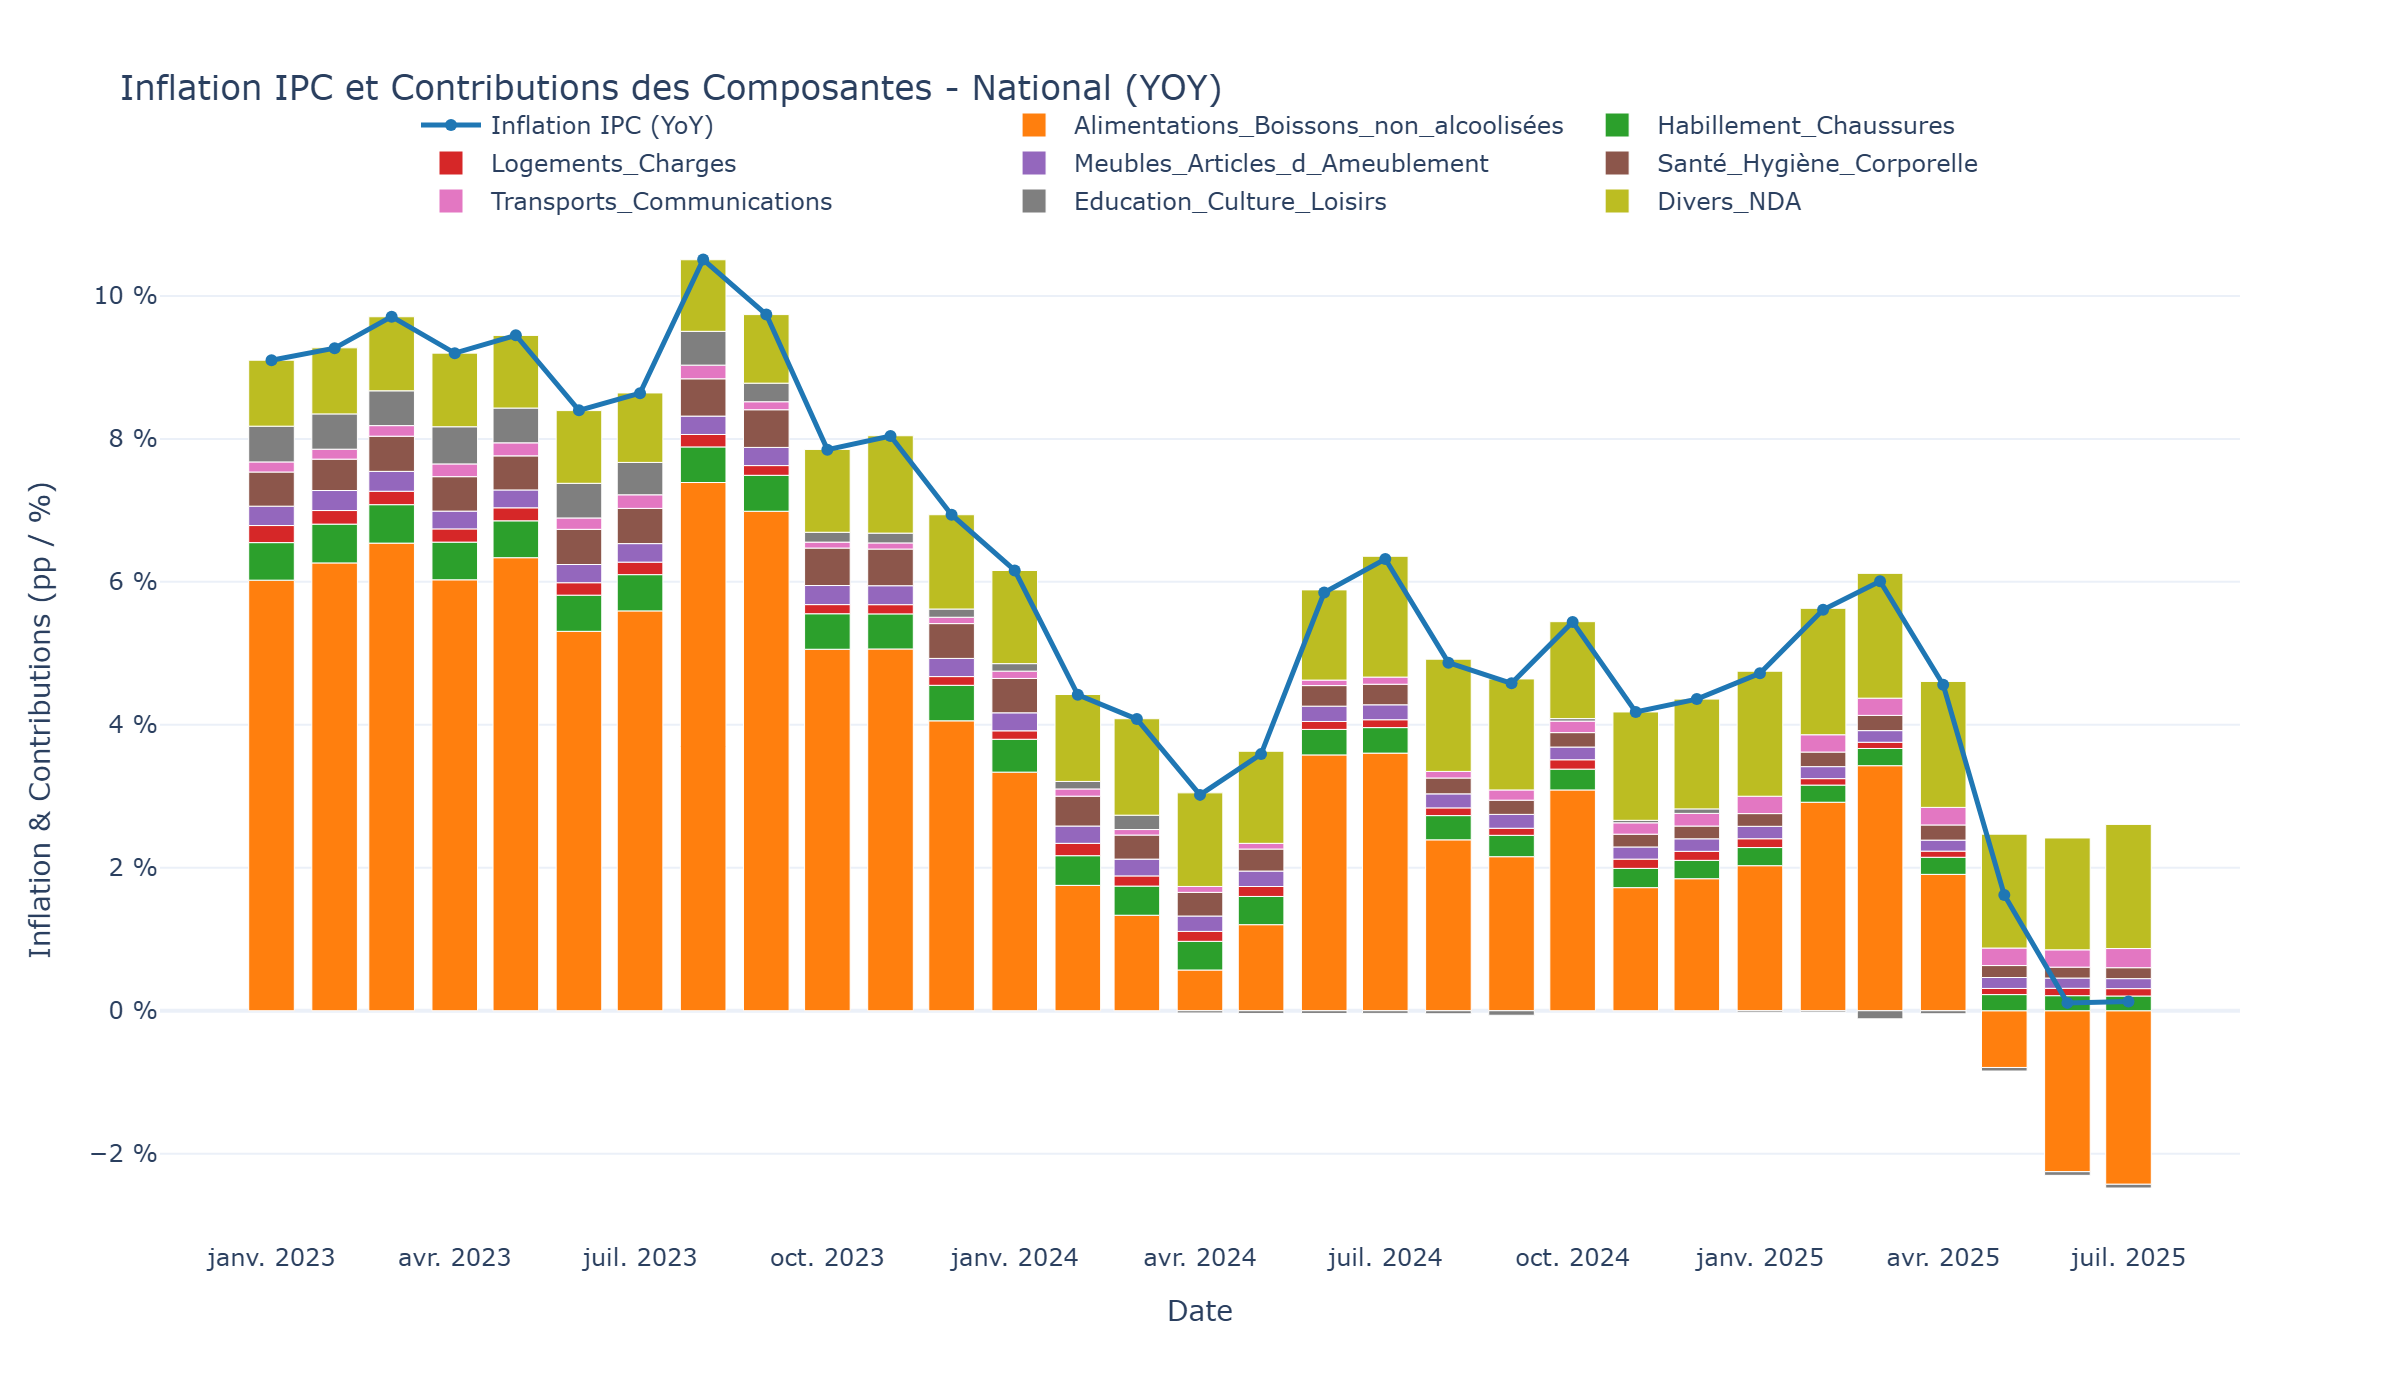 Inflation IPC et Contributions des Composantes - National (YOY)
Inflation IPC (YoY) Alimentations_Boissons_non_alcoolisées Habillement_Chaussures
Logements_Charges Meubles_Articles_d_Ameublement Santé_Hygiène_Corporelle
Transports_Communications Education_Culture_Loisirs Divers_NDA
Inflation & Contributions (pp / %)
10 %
8 %
6 %
4 %
2 %
0 %
−2 %
janv. 2023 avr. 2023 juil. 2023 oct. 2023 janv. 2024 avr. 2024 juil. 2024 oct. 2024 janv. 2025 avr. 2025 juil. 2025
Date